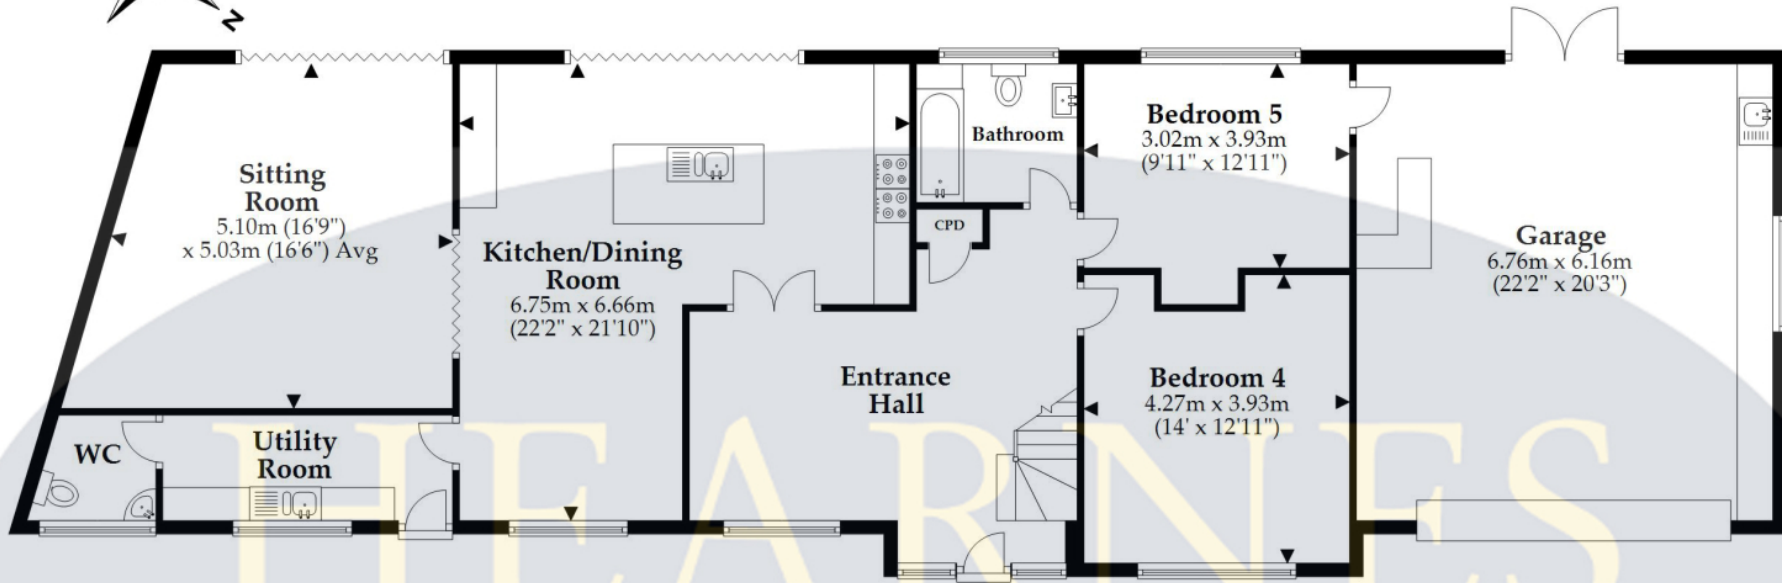 N
Sitting
Room
5.10m (16'9")
x 5.03m (16'6") Avg
Kitchen/Dining
Room
6.75m x 6.66m
(22'2" x 21'10")
Bathroom
CPD
Bedroom 5
3.02m x 3.93m
(9'11" x 12'11")
Garage
6.76m x 6.16m
(22'2" x 20'3")
Entrance
Hall
Bedroom 4
4.27m x 3.93m
(14' x 12'11")
WC
Utility
Room
HEARNES